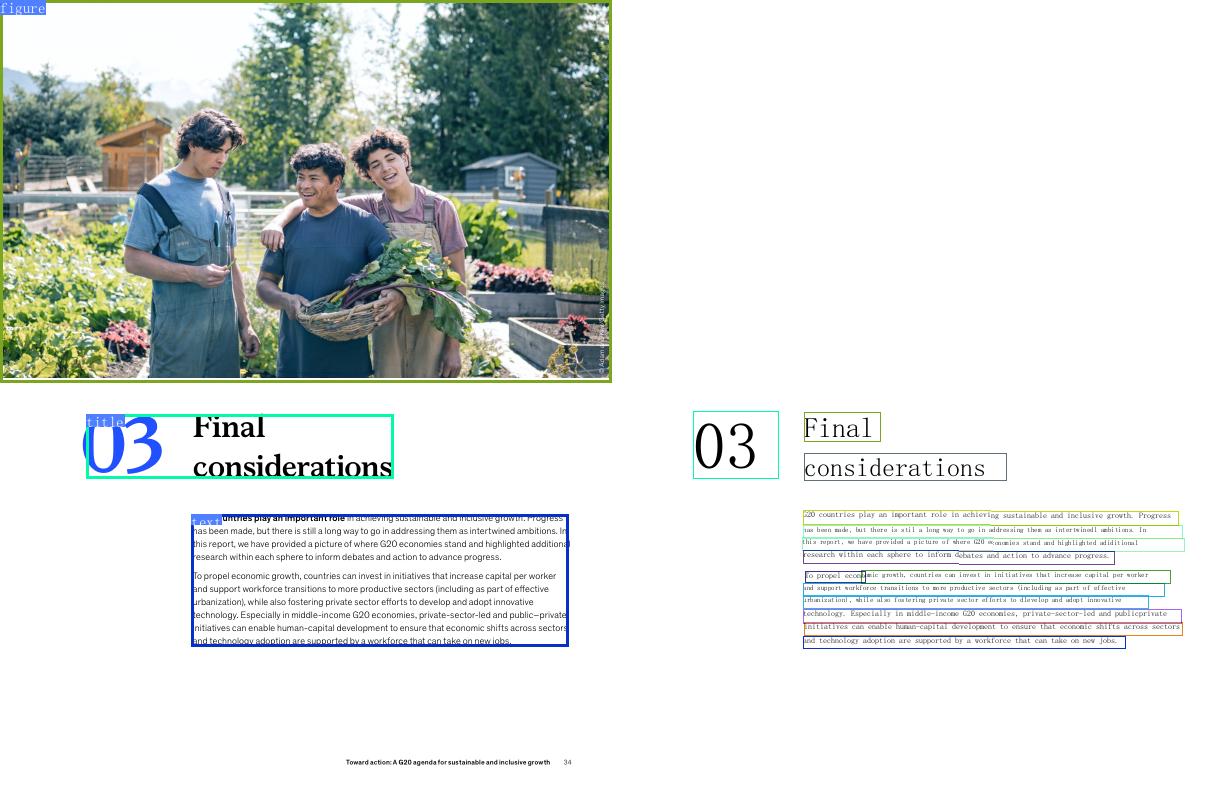 figure
title
03
Final
considerations
text
ountries play an important role in achieving sustainable and inclusive growth. Progress
has been made, but there is still a long way to go in addressing them as intertwined ambitions. In
this report, we have provided a picture of where G20 economies stand and highlighted additional
research within each sphere to inform debates and action to advance progress.
To propel economic growth, countries can invest in initiatives that increase capital per worker
and support workforce transitions to more productive sectors (including as part of effective
urbanization), while also fostering private sector efforts to develop and adopt innovative
technology. Especially in middle-income G20 economies, private-sector-led and public–private
initiatives can enable human-capital development to ensure that economic shifts across sectors
and technology adoption are supported by a workforce that can take on new jobs.
Toward action: A G20 agenda for sustainable and inclusive growth 34
03
Final
considerations
G20 countries play an important role in achieving sustainable and inclusive growth. Progress
has been made, but there is stil a long way to go in addressing them as intertwinedl ambitions. In
this report, we have provided a picture of where G20 economies stand and highlighted adidional
research within each sphere to inform debates and action to advance progress.
To propel economic growth, countries can invest in initiatives that increase capital per worker
and support workforce transitions to more productive sectors (including as part of effective
urbanization), while also fostering private sector efforts to dlevelop and adopt innovative
technology. Especially in middle-income G20 economies, private-sector-led and publicprivate
initiatives can enable human-capitai development to ensure that economic shifts across sectors
and technology adoption are supported by a workforce that can take on new jobs.